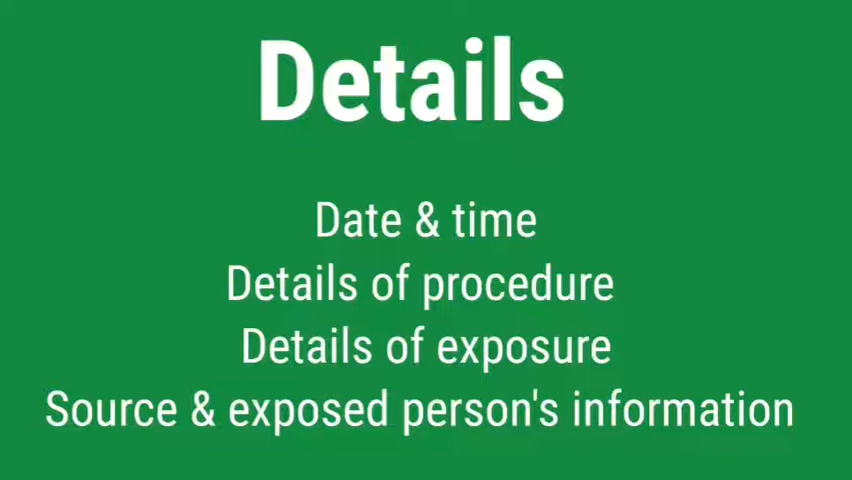 Details
Date & time
Details of procedure
Details of exposure
Source & exposed person's information